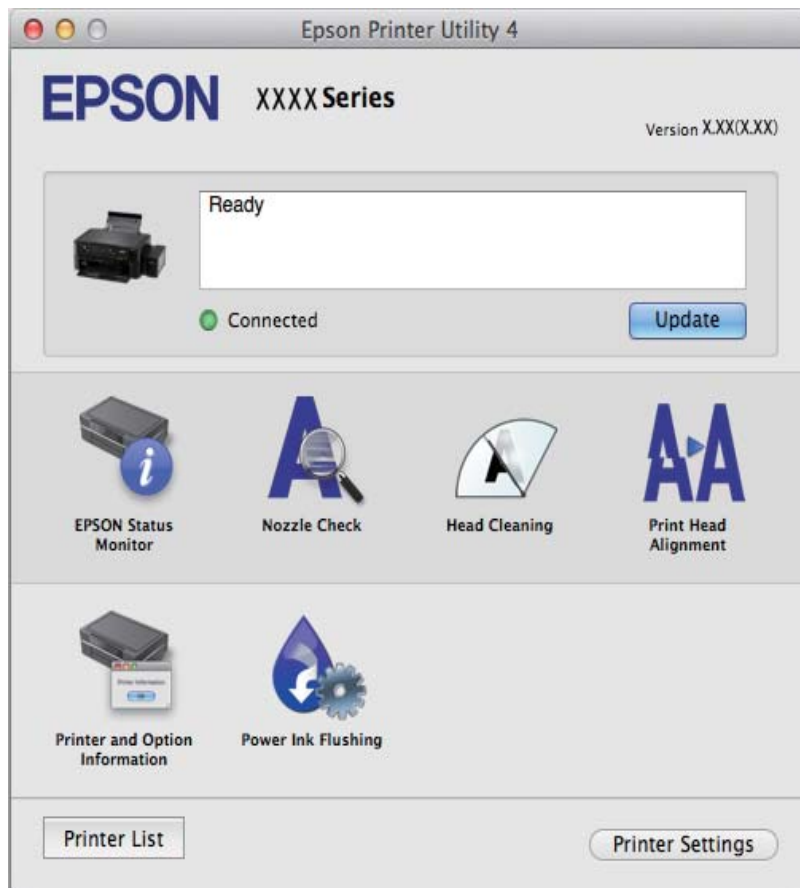 Epson Printer Utility 4
EPSON XXXX Series
Version X.XX(X.XX)
Ready
Connected
Update
EPSON Status
Monitor
Nozzle Check
Head Cleaning
Print Head
Alignment
Printer and Option
Information
Power Ink Flushing
Printer List
Printer Settings